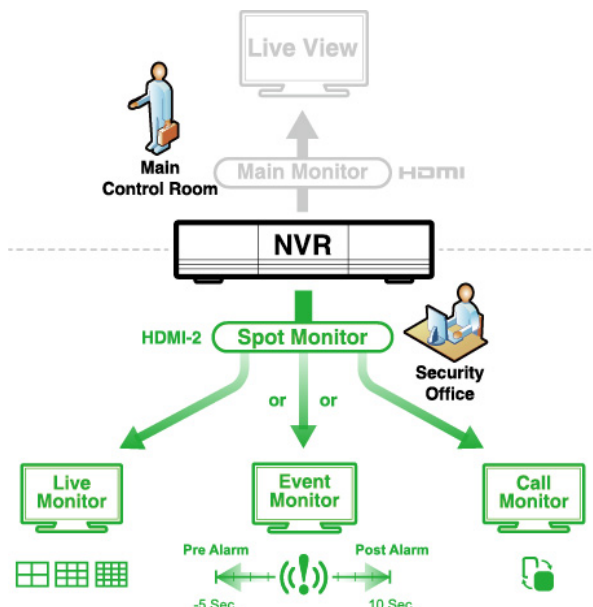 Live View
Main
Control Room
Main Monitor HDMI
NVR
HDMI-2 Spot Monitor
Security
Office
or or
Live
Monitor
Event
Monitor
Call
Monitor
Pre Alarm Post Alarm
-5 Sec 10 Sec